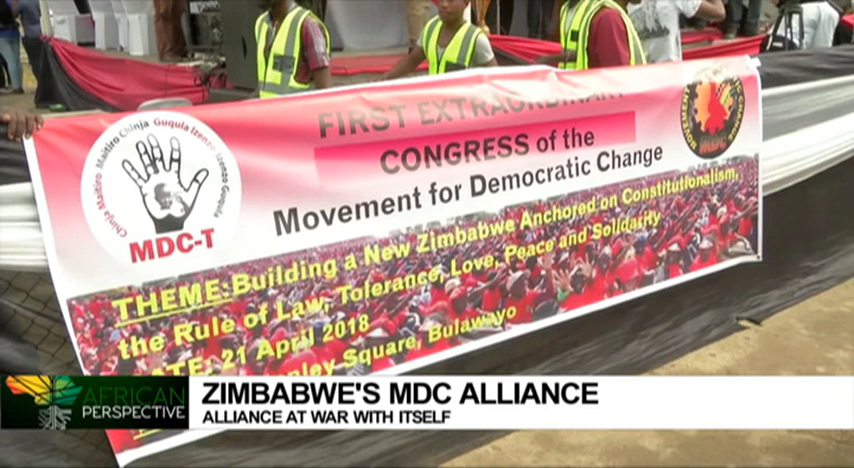 FIRST EXTRAORDINARY
CONGRESS of the
Movement for Democratic Change
Chinja Maitiro Maitiro Chinja Guqula Izenzo Izenzo Guqula
MDC-T
MDC
THEME:Building a New Zimbabwe Anchored on Constitutionalism,
the Rule of Law, Tolerance, Love, Peace and Solidarity
DATE: 21 April 2018
Square, Bulawayo
AFRICAN
PERSPECTIVE
ZIMBABWE'S MDC ALLIANCE
ALLIANCE AT WAR WITH ITSELF